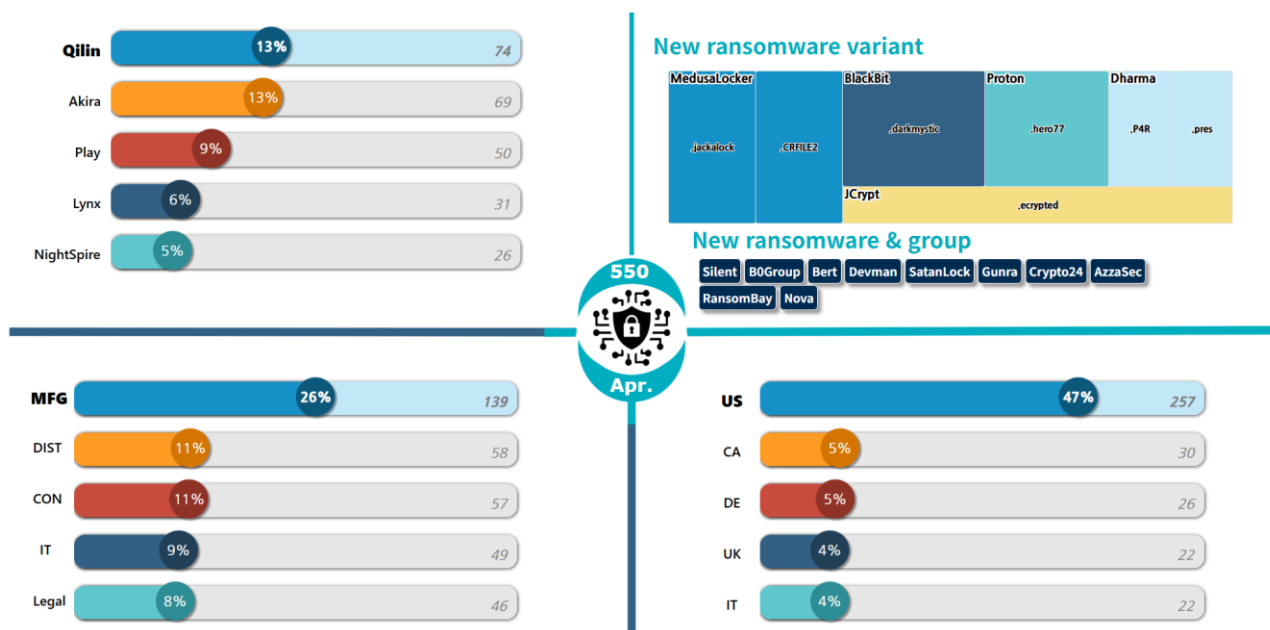 Qilin 13% 74
Akira 13% 69
Play 9% 50
Lynx 6% 31
NightSpire 5% 26
New ransomware variant
MedusaLocker BlackBit Proton Dharma
.jackalock .CRFILE2 .darkmystic .hero77 .P4R .pres
JCrypt
.ecrypted
New ransomware & group
Silent B0Group Bert Devman SatanLock Gunra Crypto24 AzzaSec
RansomBay Nova
550
Apr.
MFG 26% 139
DIST 11% 58
CON 11% 57
IT 9% 49
Legal 8% 46
US 47% 257
CA 5% 30
DE 5% 26
UK 4% 22
IT 4% 22